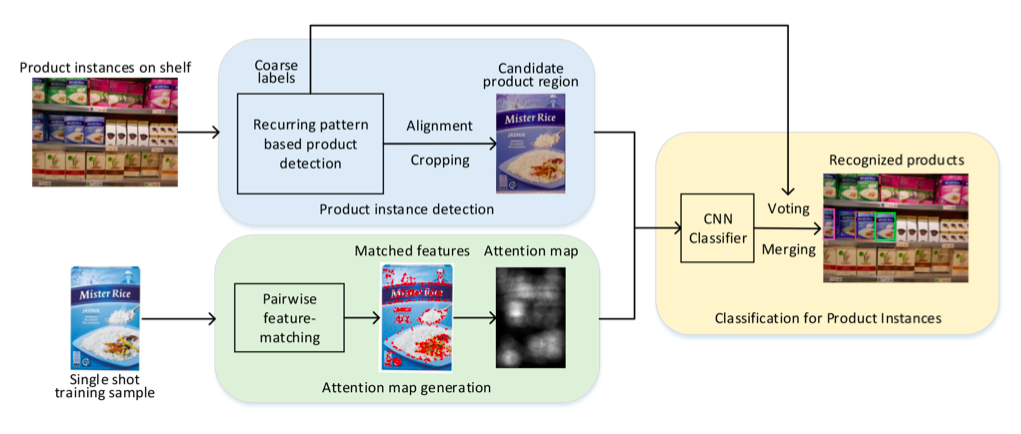 Product instances on shelf
Coarse
labels
Recurring pattern
based product
detection
Alignment
Cropping
Candidate
product region
Mister Rice
JASMIN
Product instance detection
Single shot
training sample
Mister Rice
JASMIN
Pairwise
feature-
matching
Matched features
Mister Rice
Attention map
Attention map generation
CNN
Classifier
Voting
Merging
Recognized products
Classification for Product Instances